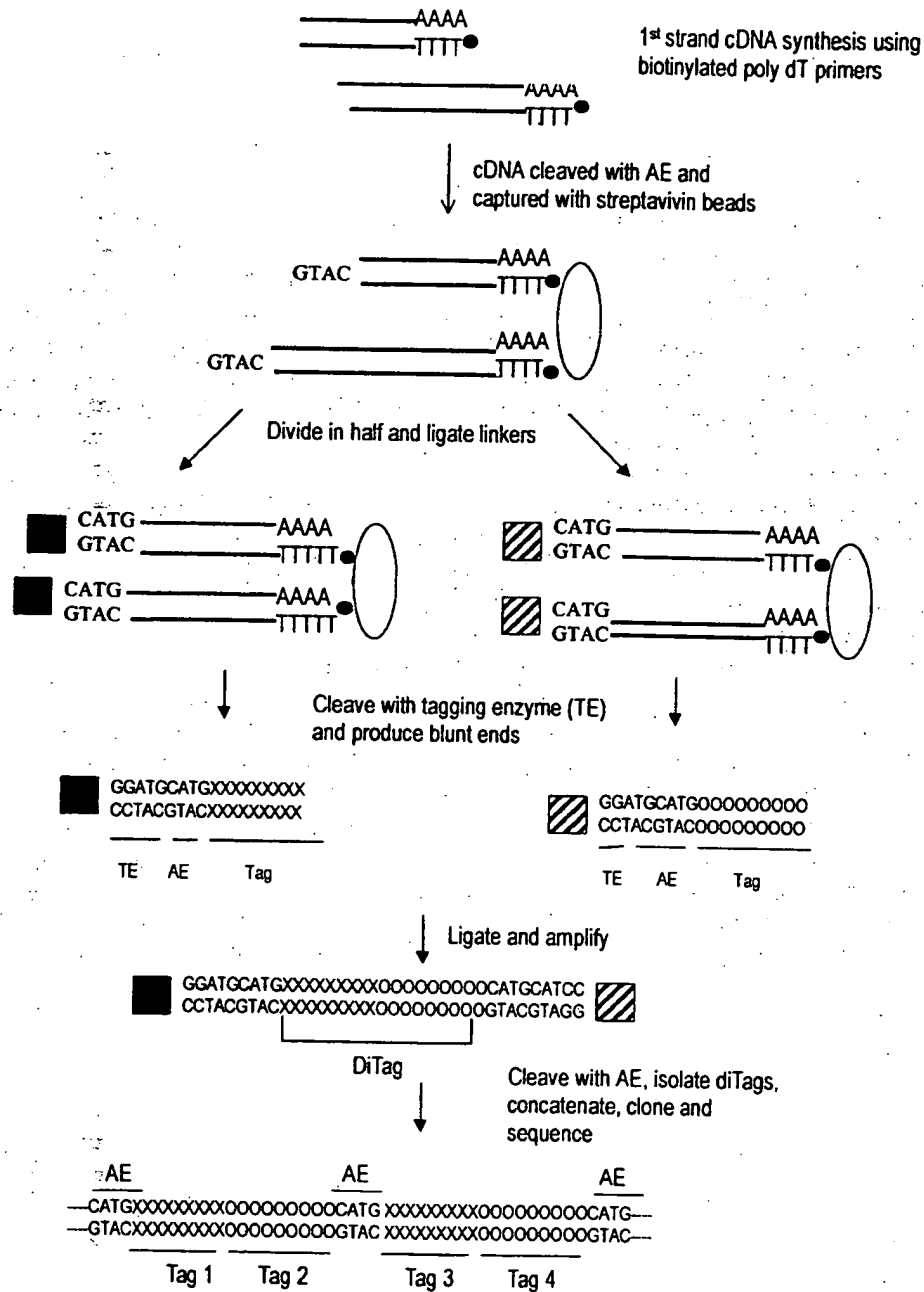 AAAA
TTTT
1st strand cDNA synthesis using
biotinylated poly dT primers
AAAA
TTTT
cDNA cleaved with AE and
captured with streptavivin beads
AAAA
GTAC
TTTT
AAAA
GTAC
TTTT
Divide in half and ligate linkers
CATG AAAA
GTAC TTTTT
CATG AAAA
GTAC TTTTT
CATG AAAA
GTAC TTTT
CATG AAAA
GTAC TTTT
Cleave with tagging enzyme (TE)
and produce blunt ends
GGATGCATGXXXXXXXXX
CCTACGTACXXXXXXXXX
TE AE Tag
GGATGCATGOOOOOOOOO
CCTACGTACOOOOOOOOO
TE AE Tag
Ligate and amplify
GGATGCATGXXXXXXXXXOOOOOOOOOCATGCATCC
CCTACGTACXXXXXXXXXOOOOOOOOOGTACGTAGG
DiTag
Cleave with AE, isolate diTags,
concatenate, clone and
sequence
AE AE AE
CATGXXXXXXXXXOOOOOOOOOCATG XXXXXXXXXOOOOOOOOOCATG
GTACXXXXXXXXXOOOOOOOOOGTAC XXXXXXXXXOOOOOOOOOGTAC
Tag 1 Tag 2 Tag 3 Tag 4